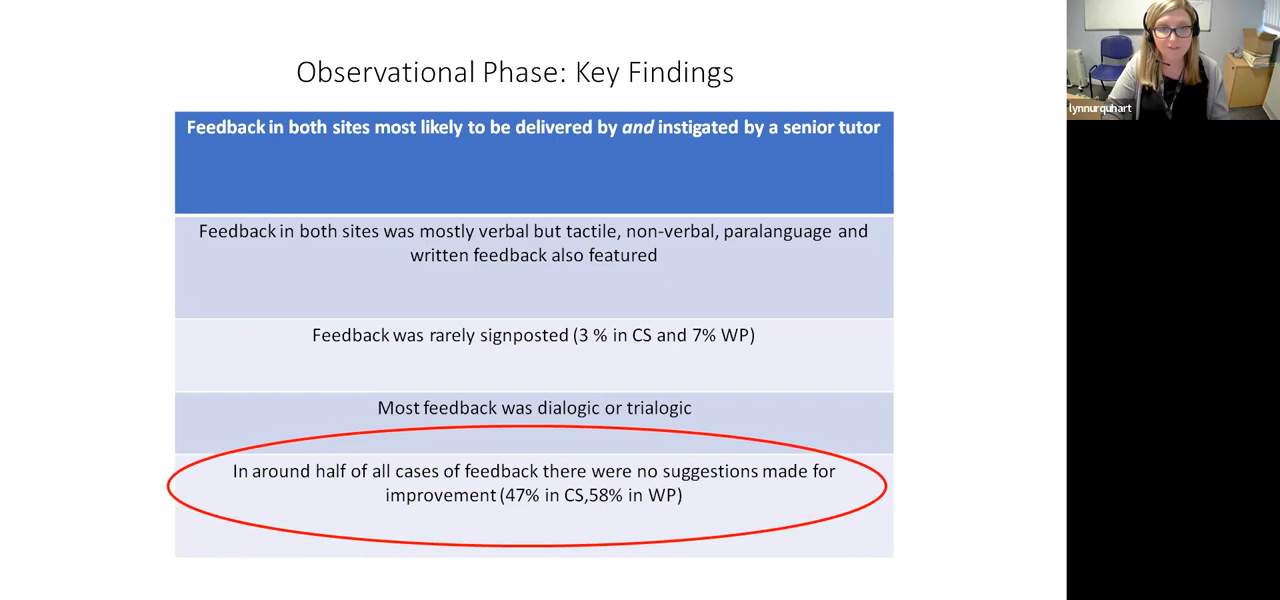 Observational Phase: Key Findings
Feedback in both sites most likely to be delivered by and instigated by a senior tutor
Feedback in both sites was mostly verbal but tactile, non-verbal, paralanguage and
written feedback also featured
Feedback was rarely signposted (3 % in CS and 7% WP)
Most feedback was dialogic or trialogic
In around half of all cases of feedback there were no suggestions made for
improvement (47% in CS,58% in WP)
lynnurquhart